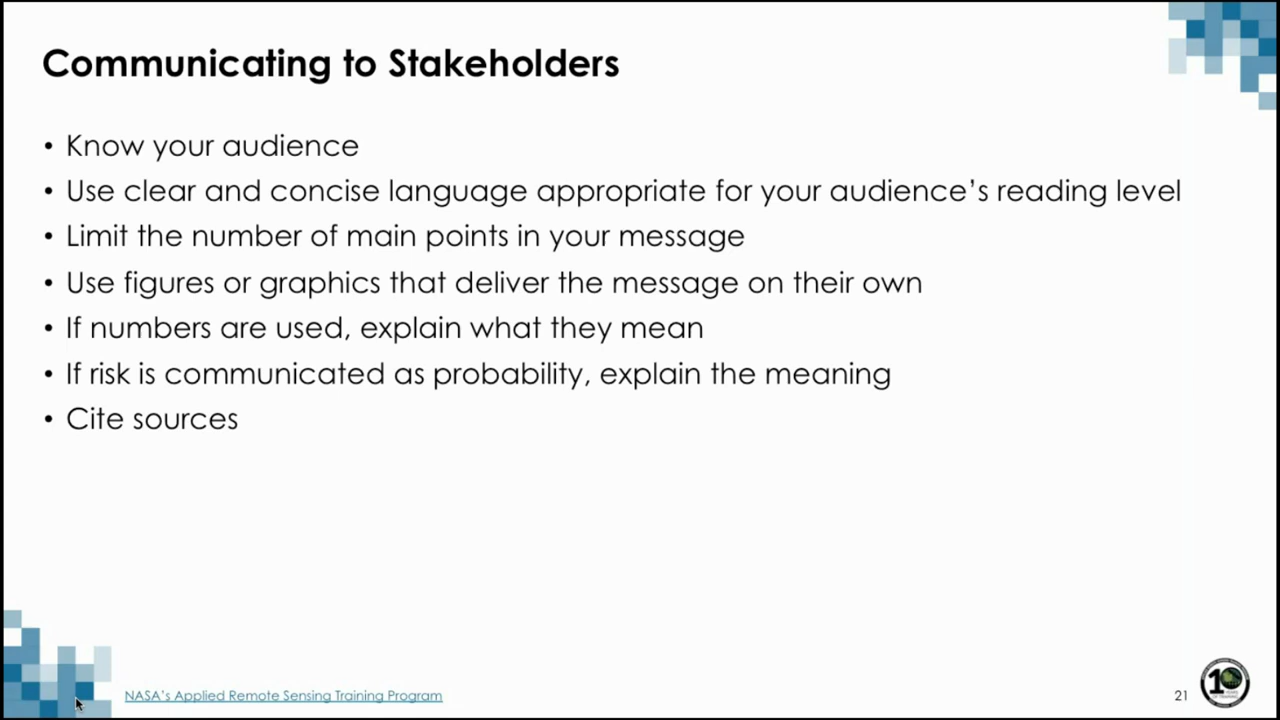 Communicating to Stakeholders
• Know your audience
• Use clear and concise language appropriate for your audience’s reading level
• Limit the number of main points in your message
• Use figures or graphics that deliver the message on their own
• If numbers are used, explain what they mean
• If risk is communicated as probability, explain the meaning
• Cite sources
NASA’s Applied Remote Sensing Training Program
21
10